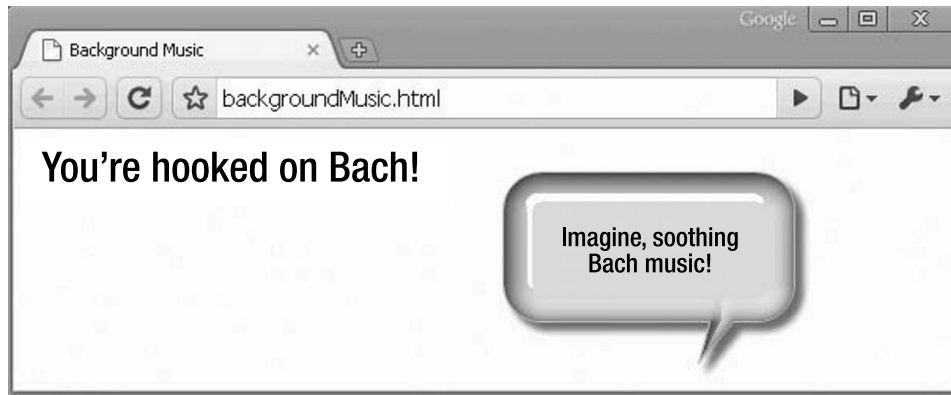 Google
Background Music
backgroundMusic.html
You're hooked on Bach!
Imagine, soothing
Bach music!